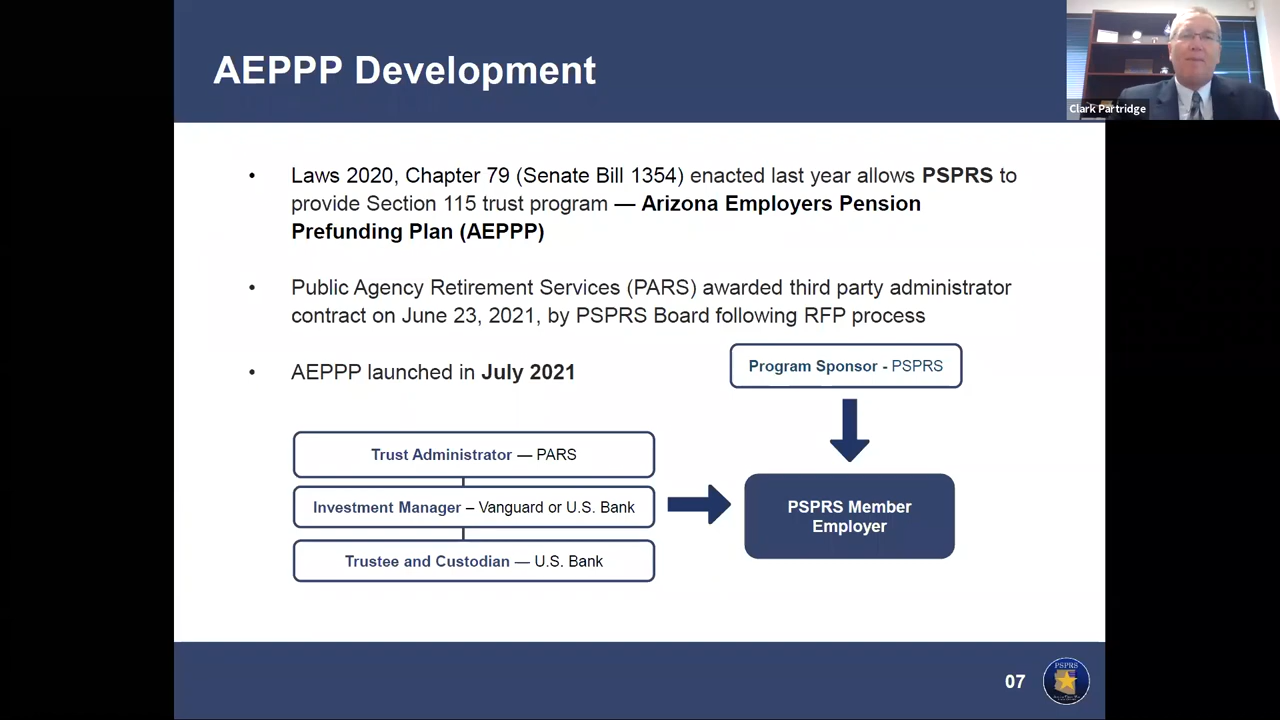 AEPPP Development
Clark Partridge
• Laws 2020, Chapter 79 (Senate Bill 1354) enacted last year allows PSPRS to
provide Section 115 trust program — Arizona Employers Pension
Prefunding Plan (AEPPP)
• Public Agency Retirement Services (PARS) awarded third party administrator
contract on June 23, 2021, by PSPRS Board following RFP process
• AEPPP launched in July 2021
Program Sponsor - PSPRS
Trust Administrator — PARS
Investment Manager – Vanguard or U.S. Bank
Trustee and Custodian — U.S. Bank
PSPRS Member
Employer
07
PSPRS